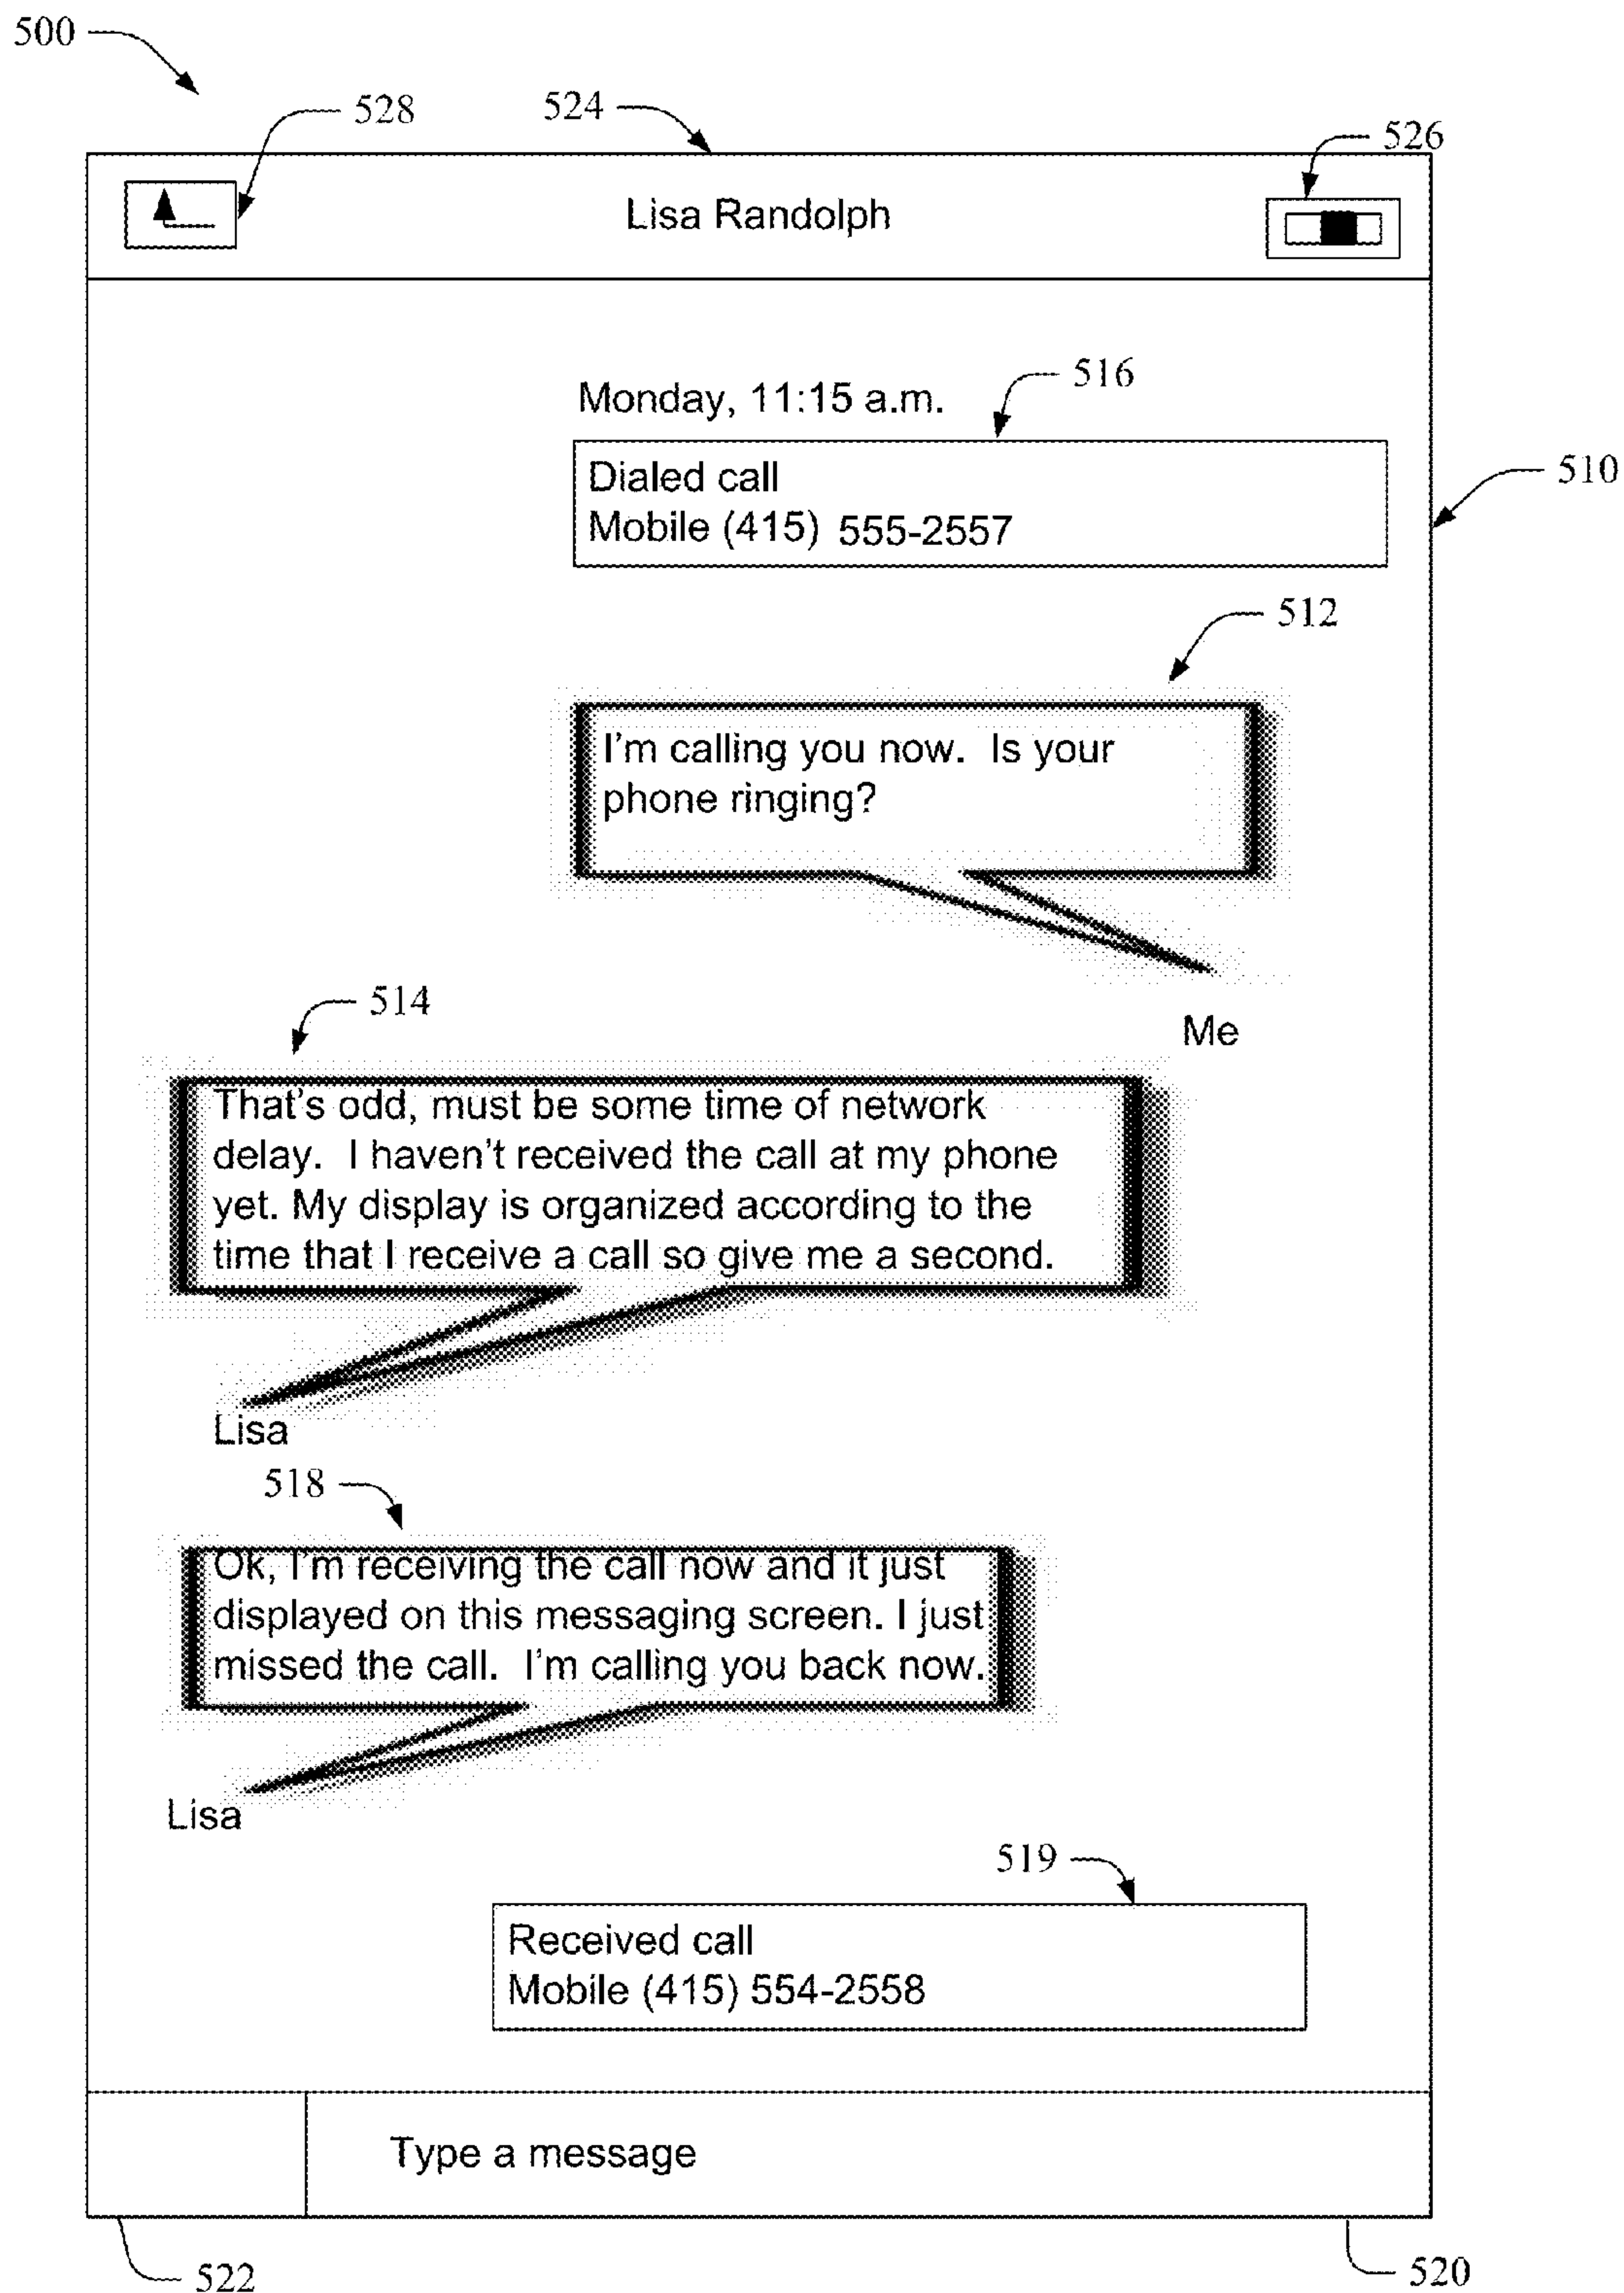 500
528
524
526
Lisa Randolph
516
Monday, 11:15 a.m.
510
Dialed call
Mobile (415) 555-2557
512
I'm calling you now. Is your
phone ringing?
514
Me
That's odd, must be some time of network
delay. I haven't received the call at my phone
yet. My display is organized according to the
time that I receive a call so give me a second.
Lisa
518
Ok, I'm receiving the call now and it just
displayed on this messaging screen. I just
missed the call. I'm calling you back now.
Lisa
519
Received call
Mobile (415) 554-2558
Type a message
522
520